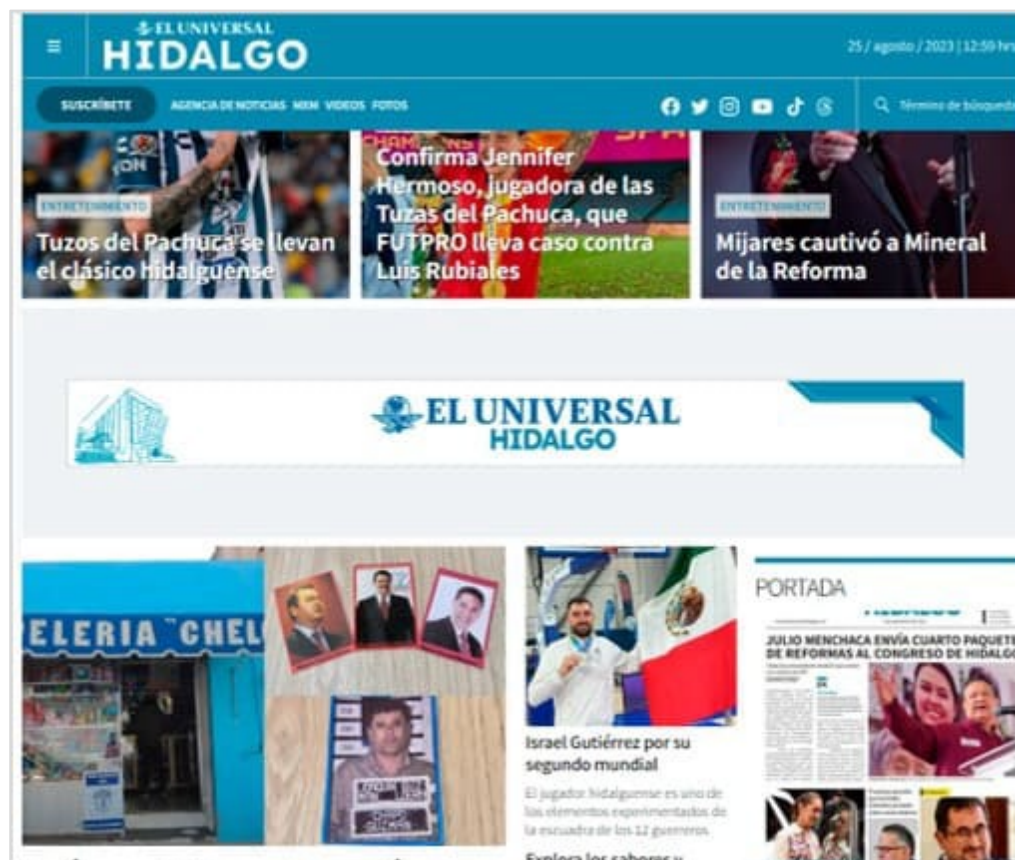 EL UNIVERSAL
HIDALGO
25 / agosto / 2023 | 12:59 hrs
SUSCRÍBETE
AGENCIA DE NOTICIAS MXM VIDEOS FOTOS
Término de búsqueda
ENTRETENIMIENTO
Tuzos del Pachuca se llevan
el clásico hidalguense
Confirma Jennifer
Hermoso, jugadora de las
Tuzas del Pachuca, que
FUTPRO lleva caso contra
Luis Rubiales
ENTRETENIMIENTO
Mijares cautivó a Mineral
de la Reforma
EL UNIVERSAL
HIDALGO
ELERIA "CHEL
Israel Gutiérrez por su
segundo mundial
El jugador hidalguense es uno de
los elementos experimentados de
la escuadra de los 12 guerreros
Explora los sabores y
PORTADA
JULIO MENCHACA ENVÍA CUARTO PAQUETE
DE REFORMAS AL CONGRESO DE HIDALGO